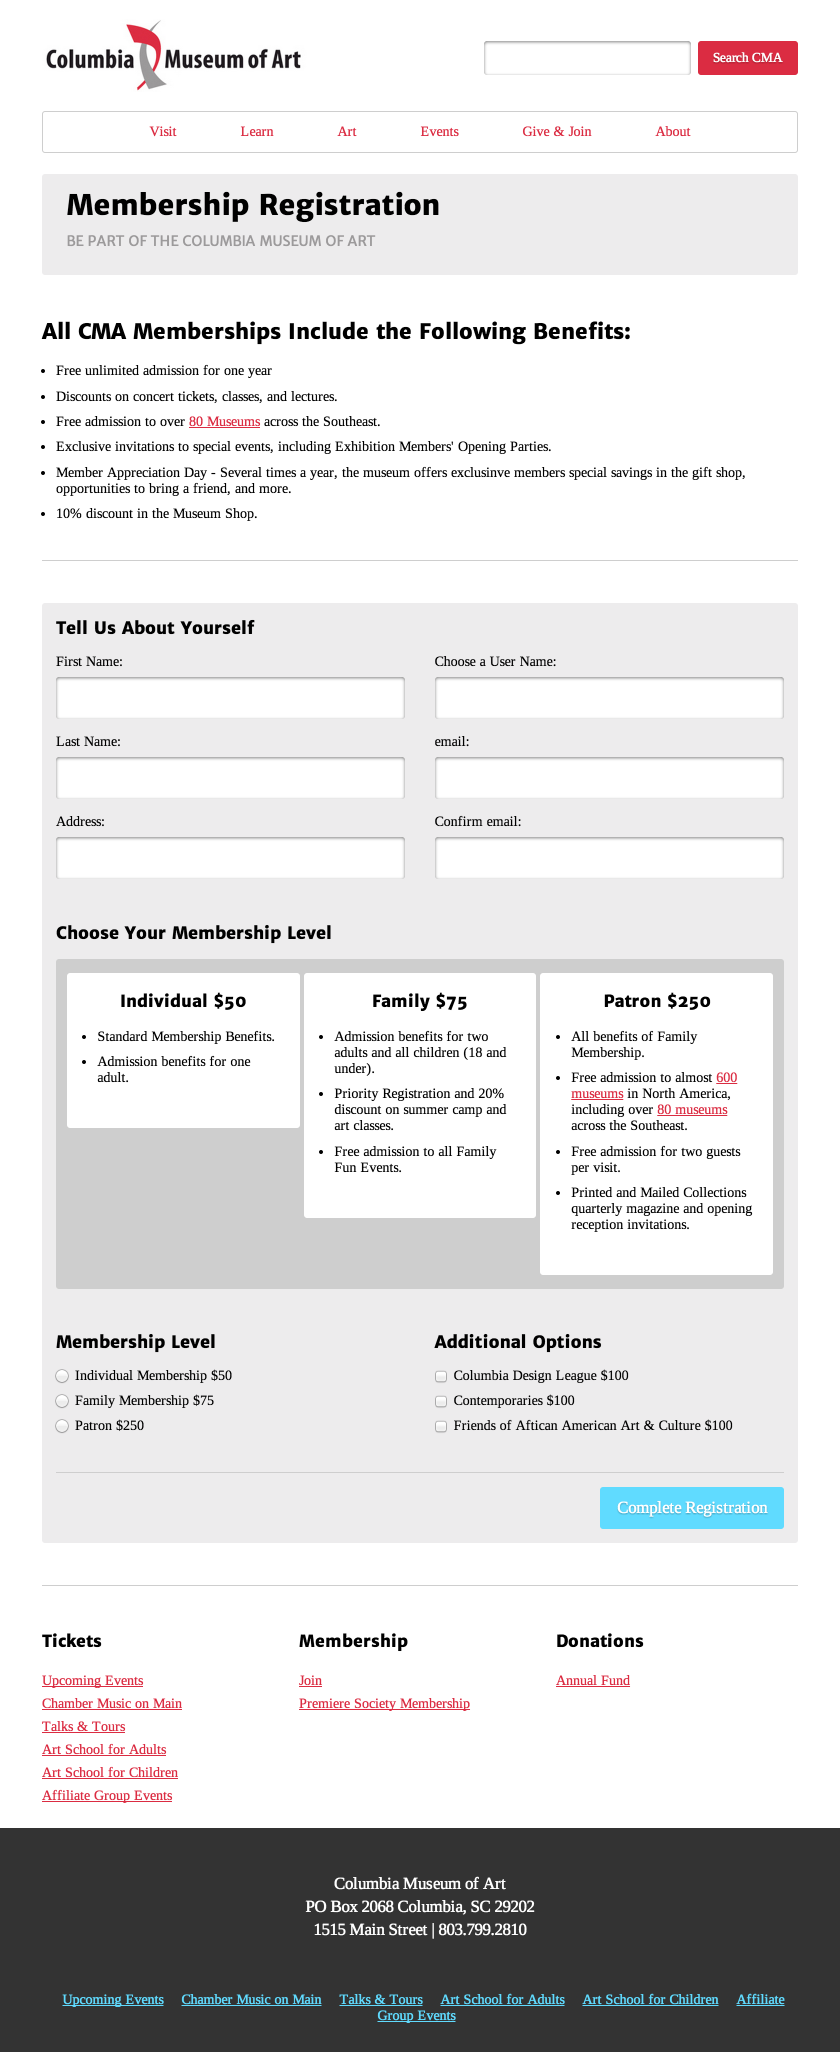 Columbia Museum of Art
Search CMA
Visit Learn Art Events Give & Join About
Membership Registration
BE PART OF THE COLUMBIA MUSEUM OF ART
All CMA Memberships Include the Following Benefits:
Free unlimited admission for one year
Discounts on concert tickets, classes, and lectures.
Free admission to over 80 Museums across the Southeast.
Exclusive invitations to special events, including Exhibition Members' Opening Parties.
Member Appreciation Day - Several times a year, the museum offers exclusinve members special savings in the gift shop,
opportunities to bring a friend, and more.
10% discount in the Museum Shop.
Tell Us About Yourself
First Name:
Choose a User Name:
Last Name:
email:
Address:
Confirm email:
Choose Your Membership Level
Individual $50
Standard Membership Benefits.
Admission benefits for one
adult.
Family $75
Admission benefits for two
adults and all children (18 and
under).
Priority Registration and 20%
discount on summer camp and
art classes.
Free admission to all Family
Fun Events.
Patron $250
All benefits of Family
Membership.
Free admission to almost 600
museums in North America,
including over 80 museums
across the Southeast.
Free admission for two guests
per visit.
Printed and Mailed Collections
quarterly magazine and opening
reception invitations.
Membership Level
Individual Membership $50
Family Membership $75
Patron $250
Additional Options
Columbia Design League $100
Contemporaries $100
Friends of Aftican American Art & Culture $100
Complete Registration
Tickets
Upcoming Events
Chamber Music on Main
Talks & Tours
Art School for Adults
Art School for Children
Affiliate Group Events
Membership
Join
Premiere Society Membership
Donations
Annual Fund
Columbia Museum of Art
PO Box 2068 Columbia, SC 29202
1515 Main Street | 803.799.2810
Upcoming Events Chamber Music on Main Talks & Tours Art School for Adults Art School for Children Affiliate
Group Events